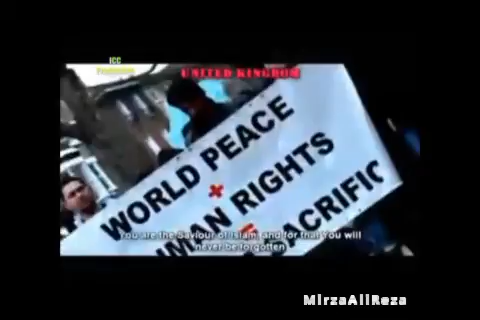 ICC
UNITED KINGDOM
WORLD PEACE
+
HUMAN RIGHTS
=
SACRIFIC
You are the Saviour of Islam, and for that You will
never be forgotten
MirzaAliReza